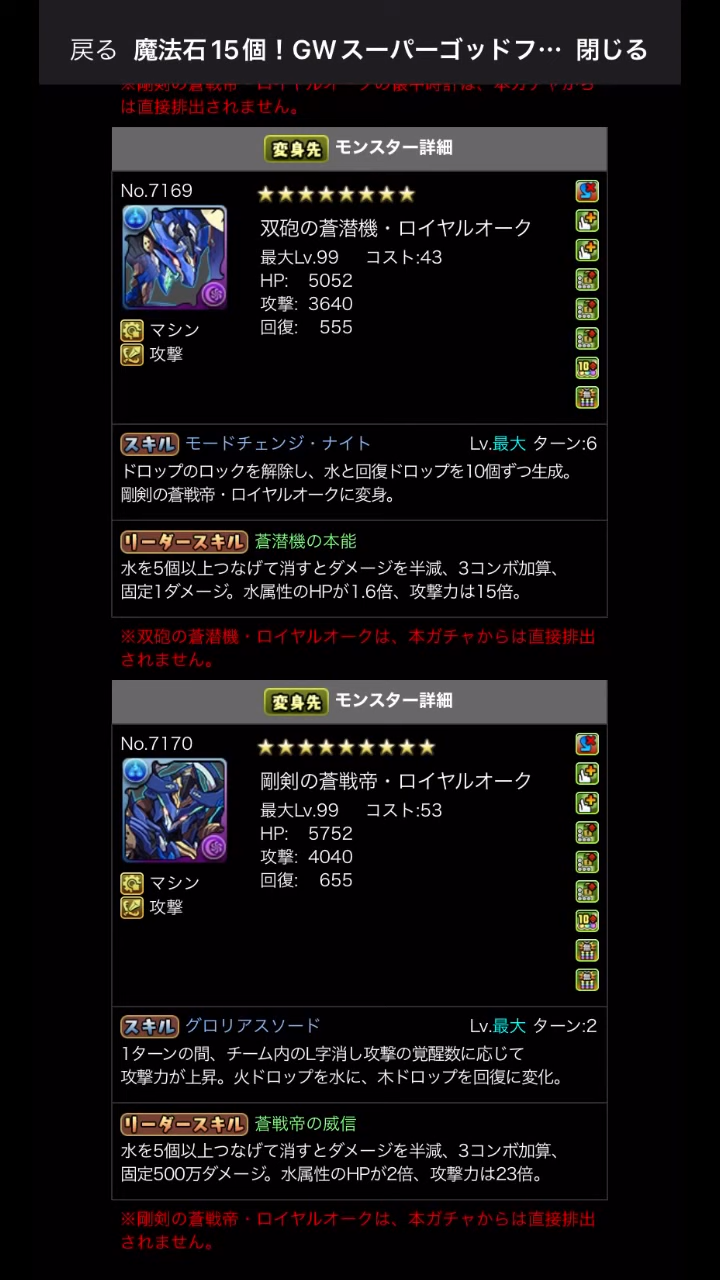 戻る 魔法石15個！GWスーパーゴッドフ… 閉じる
※剛剣の蒼戦帝・ロイヤルオークの懐中時計は、本ガチャから
は直接排出されません。
変身先 モンスター詳細
No.7169
★★★★★★★★
双砲の蒼潜機・ロイヤルオーク
最大Lv.99 コスト:43
HP: 5052
攻撃: 3640
回復: 555
マシン
攻撃
10
スキル モードチェンジ・ナイト Lv.最大 ターン:6
ドロップのロックを解除し、水と回復ドロップを10個ずつ生成。
剛剣の蒼戦帝・ロイヤルオークに変身。
リーダースキル 蒼潜機の本能
水を5個以上つなげて消すとダメージを半減、3コンボ加算、
固定1ダメージ。水属性のHPが1.6倍、攻撃力は15倍。
※双砲の蒼潜機・ロイヤルオークは、本ガチャからは直接排出
されません。
変身先 モンスター詳細
No.7170
★★★★★★★★★
剛剣の蒼戦帝・ロイヤルオーク
最大Lv.99 コスト:53
HP: 5752
攻撃: 4040
回復: 655
マシン
攻撃
10
スキル グロリアスソード Lv.最大 ターン:2
1ターンの間、チーム内のL字消し攻撃の覚醒数に応じて
攻撃力が上昇。火ドロップを水に、木ドロップを回復に変化。
リーダースキル 蒼戦帝の威信
水を5個以上つなげて消すとダメージを半減、3コンボ加算、
固定500万ダメージ。水属性のHPが2倍、攻撃力は23倍。
※剛剣の蒼戦帝・ロイヤルオークは、本ガチャからは直接排出
されません。